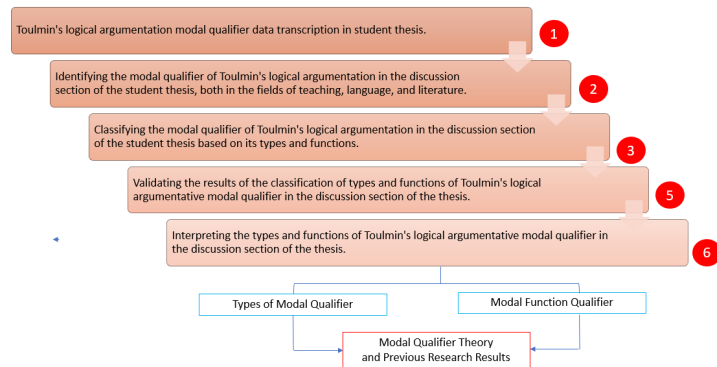 Toulmin's logical argumentation modal qualifier data transcription in student thesis.
1
Identifying the modal qualifier of Toulmin's logical argumentation in the discussion
section of the student thesis, both in the fields of teaching, language, and literature.
2
Classifying the modal qualifier of Toulmin's logical argumentation in the discussion section
of the student thesis based on its types and functions.
3
Validating the results of the classification of types and functions of Toulmin's logical
argumentative modal qualifier in the discussion section of the thesis.
5
Interpreting the types and functions of Toulmin's logical argumentative modal qualifier in
the discussion section of the thesis.
6
Types of Modal Qualifier
Modal Function Qualifier
Modal Qualifier Theory
and Previous Research Results